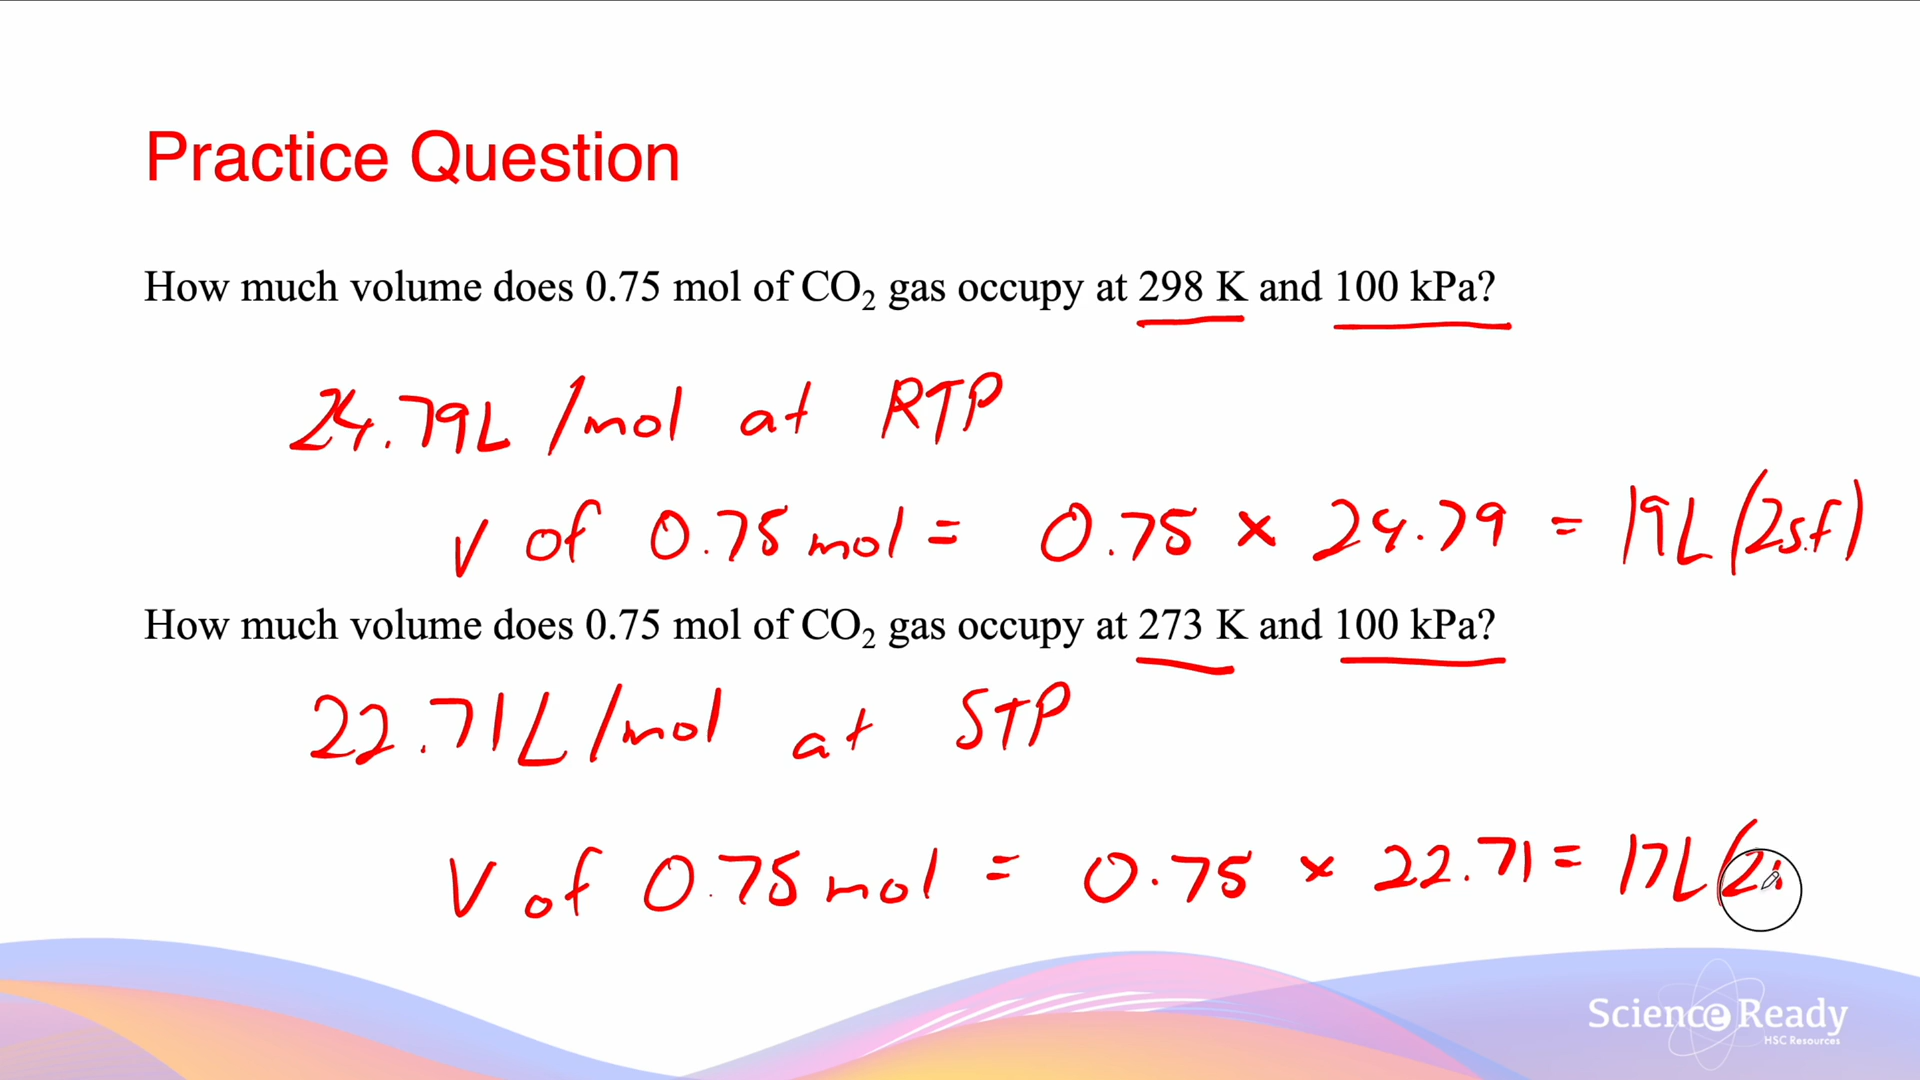 Practice Question
How much volume does 0.75 mol of CO₂ gas occupy at 298 K and 100 kPa?
24.79L /mol at RTP
V of 0.75 mol = 0.75 × 24.79 = 19L (2s.f)
How much volume does 0.75 mol of CO₂ gas occupy at 273 K and 100 kPa?
22.71L /mol at STP
V of 0.75 mol = 0.75 × 22.71 = 17L (2
Science Ready
HSC Resources